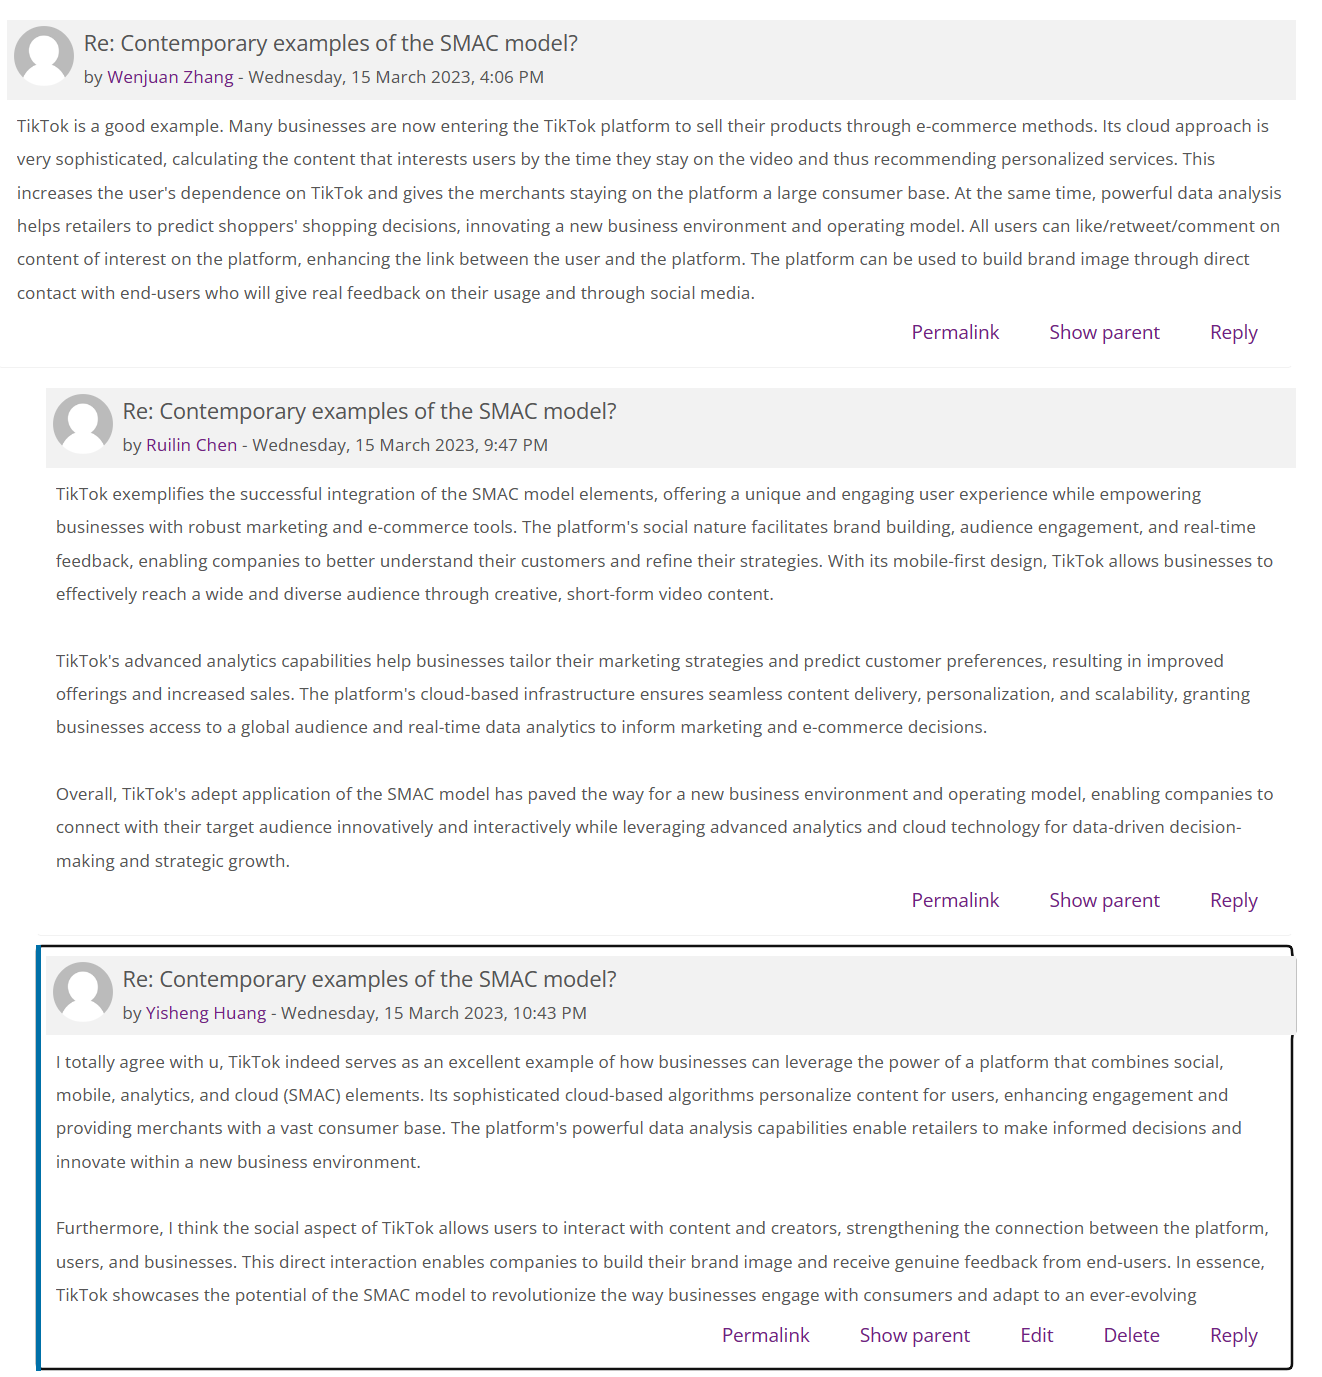 Re: Contemporary examples of the SMAC model?
by Wenjuan Zhang - Wednesday, 15 March 2023, 4:06 PM
TikTok is a good example. Many businesses are now entering the TikTok platform to sell their products through e-commerce methods. Its cloud approach is
very sophisticated, calculating the content that interests users by the time they stay on the video and thus recommending personalized services. This
increases the user's dependence on TikTok and gives the merchants staying on the platform a large consumer base. At the same time, powerful data analysis
helps retailers to predict shoppers' shopping decisions, innovating a new business environment and operating model. All users can like/retweet/comment on
content of interest on the platform, enhancing the link between the user and the platform. The platform can be used to build brand image through direct
contact with end-users who will give real feedback on their usage and through social media.
Permalink Show parent Reply
Re: Contemporary examples of the SMAC model?
by Ruilin Chen - Wednesday, 15 March 2023, 9:47 PM
TikTok exemplifies the successful integration of the SMAC model elements, offering a unique and engaging user experience while empowering
businesses with robust marketing and e-commerce tools. The platform's social nature facilitates brand building, audience engagement, and real-time
feedback, enabling companies to better understand their customers and refine their strategies. With its mobile-first design, TikTok allows businesses to
effectively reach a wide and diverse audience through creative, short-form video content.
TikTok's advanced analytics capabilities help businesses tailor their marketing strategies and predict customer preferences, resulting in improved
offerings and increased sales. The platform's cloud-based infrastructure ensures seamless content delivery, personalization, and scalability, granting
businesses access to a global audience and real-time data analytics to inform marketing and e-commerce decisions.
Overall, TikTok's adept application of the SMAC model has paved the way for a new business environment and operating model, enabling companies to
connect with their target audience innovatively and interactively while leveraging advanced analytics and cloud technology for data-driven decision-
making and strategic growth.
Permalink Show parent Reply
Re: Contemporary examples of the SMAC model?
by Yisheng Huang - Wednesday, 15 March 2023, 10:43 PM
I totally agree with u, TikTok indeed serves as an excellent example of how businesses can leverage the power of a platform that combines social,
mobile, analytics, and cloud (SMAC) elements. Its sophisticated cloud-based algorithms personalize content for users, enhancing engagement and
providing merchants with a vast consumer base. The platform's powerful data analysis capabilities enable retailers to make informed decisions and
innovate within a new business environment.
Furthermore, I think the social aspect of TikTok allows users to interact with content and creators, strengthening the connection between the platform,
users, and businesses. This direct interaction enables companies to build their brand image and receive genuine feedback from end-users. In essence,
TikTok showcases the potential of the SMAC model to revolutionize the way businesses engage with consumers and adapt to an ever-evolving
Permalink Show parent Edit Delete Reply